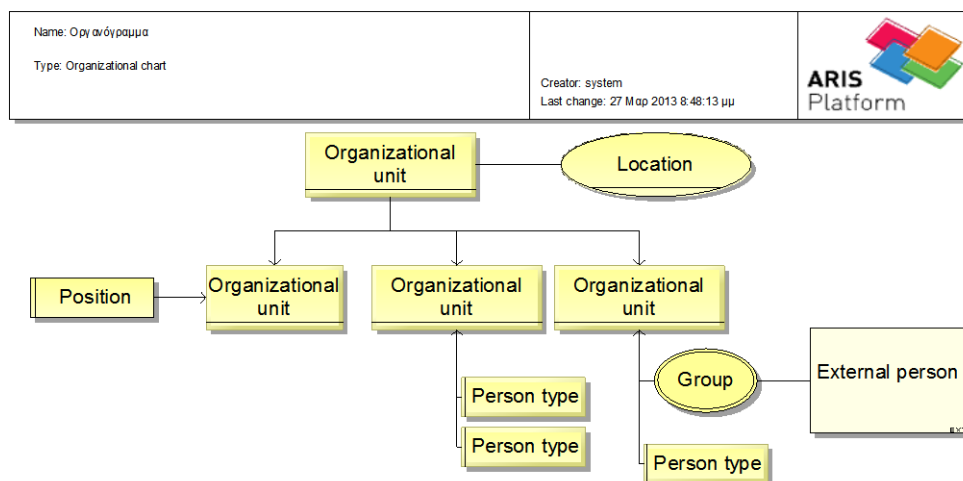 Name: Οργανόγραμμα
Type: Organizational chart
Creator: system
Last change: 27 Μαρ 2013 8:48:13 μμ
ARIS
Platform
Organizational
unit
Location
Position
Organizational
unit
Organizational
unit
Organizational
unit
Person type
Person type
Group
External person
Person type